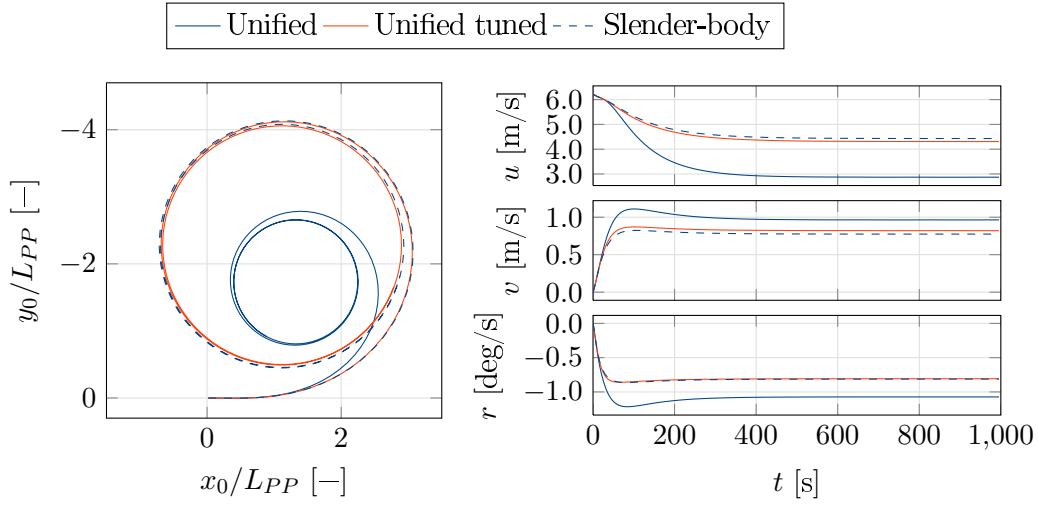 Unified Unified tuned Slender-body
−4
−2
0
y₀/L_PP [−]
0 2
x₀/L_PP [−]
6.0
5.0
4.0
3.0
u [m/s]
1.0
0.5
0.0
v [m/s]
0.0
−0.5
−1.0
r [deg/s]
0 200 400 600 800 1,000
t [s]